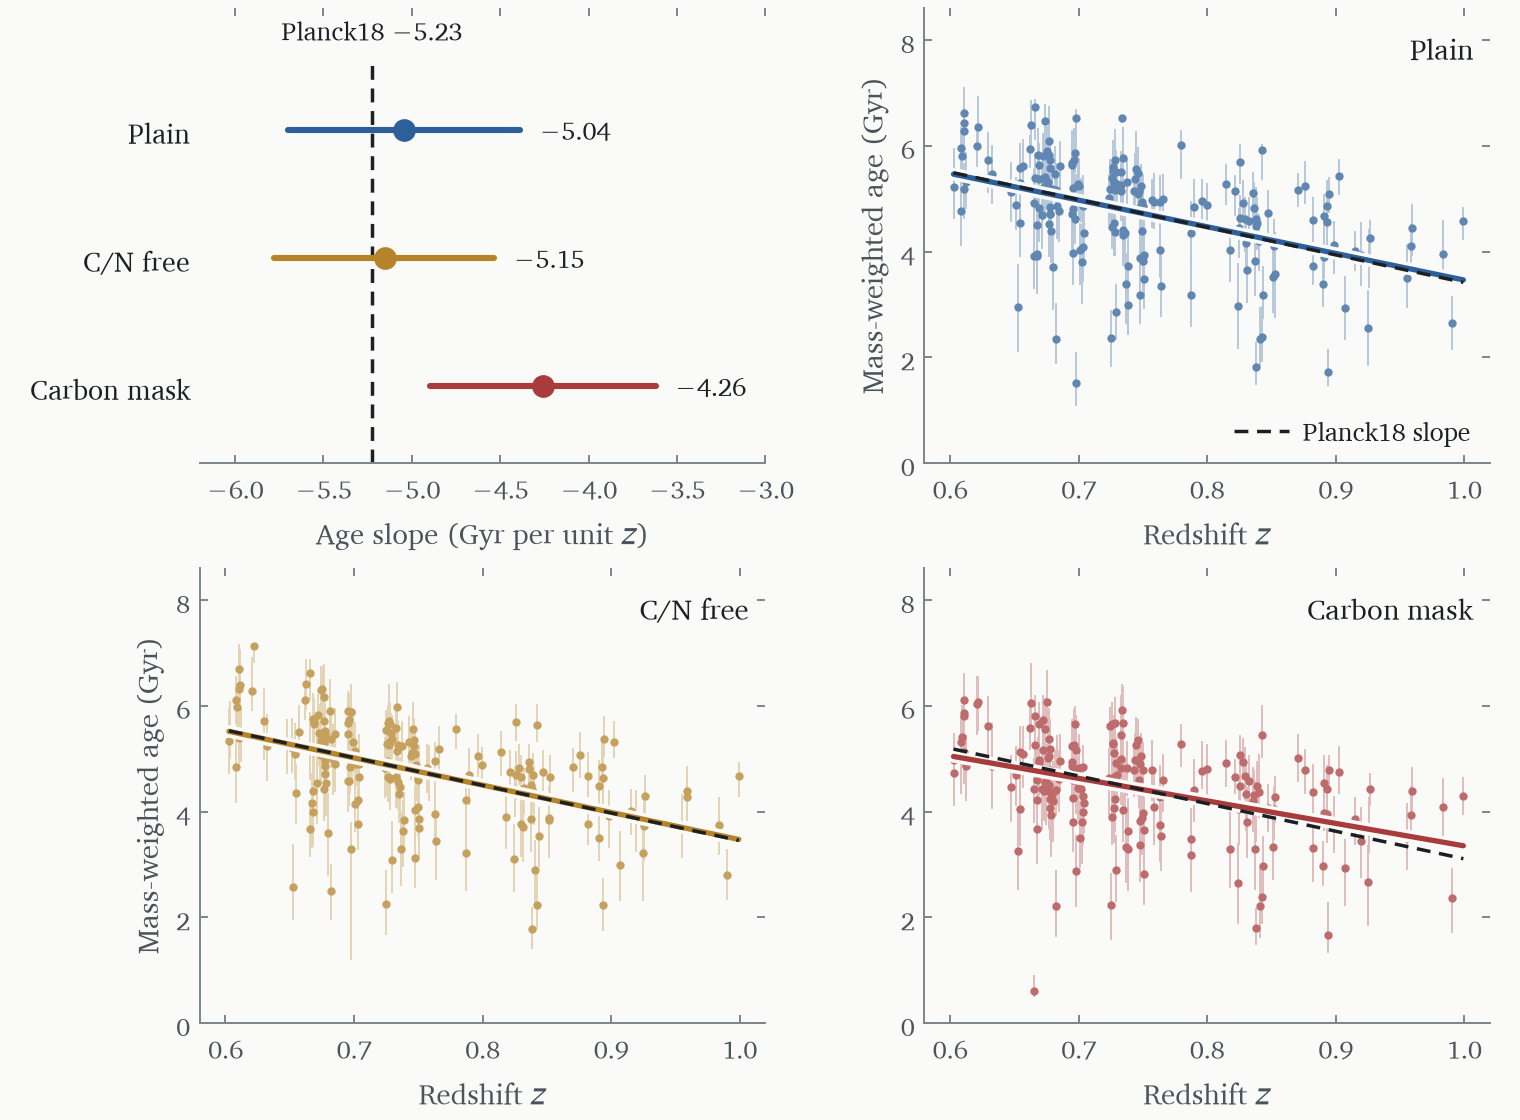 Planck18 −5.23
Plain
−5.04
C/N free
−5.15
Carbon mask
−4.26
−6.0 −5.5 −5.0 −4.5 −4.0 −3.5 −3.0
Age slope (Gyr per unit z)
Plain
Mass-weighted age (Gyr)
8
6
4
2
0
Planck18 slope
0.6 0.7 0.8 0.9 1.0
Redshift z
C/N free
Mass-weighted age (Gyr)
8
6
4
2
0
0.6 0.7 0.8 0.9 1.0
Redshift z
Carbon mask
Mass-weighted age (Gyr)
8
6
4
2
0
0.6 0.7 0.8 0.9 1.0
Redshift z